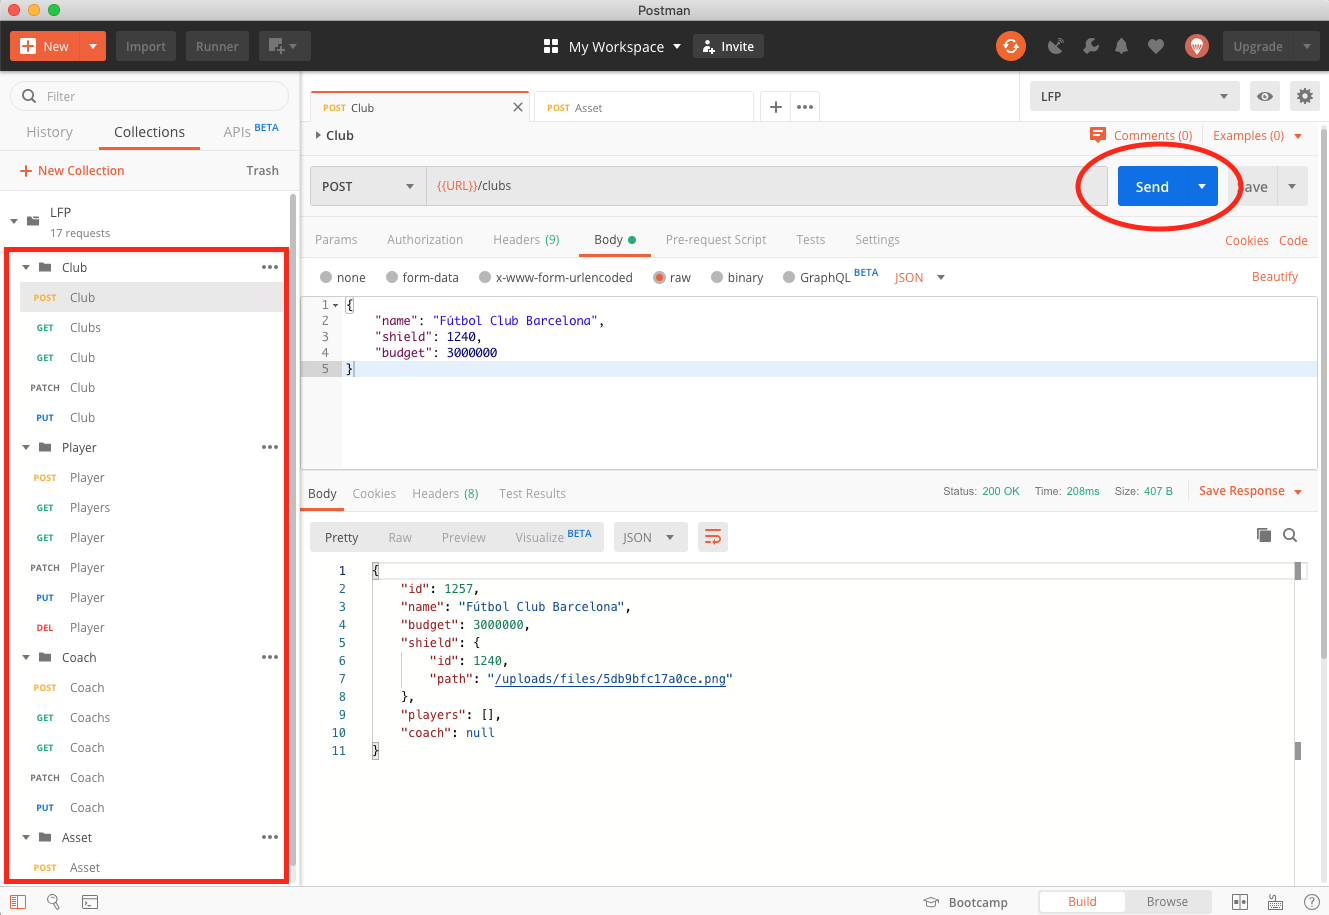 Postman
New
Import
Runner
My Workspace
Invite
Upgrade
Filter
History
Collections
APIs BETA
New Collection
Trash
LFP
17 requests
Club
POST Club
GET Clubs
GET Club
PATCH Club
PUT Club
Player
POST Player
GET Players
GET Player
PATCH Player
PUT Player
DEL Player
Coach
POST Coach
GET Coachs
GET Coach
PATCH Coach
PUT Coach
Asset
POST Asset
POST Club
POST Asset
LFP
Club
Comments (0)
Examples (0)
POST
{{URL}}/clubs
Send
ave
Params
Authorization
Headers (9)
Body
Pre-request Script
Tests
Settings
Cookies
Code
none
form-data
x-www-form-urlencoded
raw
binary
GraphQL BETA
JSON
Beautify
1 {
2 "name": "Fútbol Club Barcelona",
3 "shield": 1240,
4 "budget": 3000000
5 }
Body
Cookies
Headers (8)
Test Results
Status: 200 OK
Time: 208ms
Size: 407 B
Save Response
Pretty
Raw
Preview
Visualize BETA
JSON
1 {
2 "id": 1257,
3 "name": "Fútbol Club Barcelona",
4 "budget": 3000000,
5 "shield": {
6 "id": 1240,
7 "path": "/uploads/files/5db9bfc17a0ce.png"
8 },
9 "players": [],
10 "coach": null
11 }
Bootcamp
Build
Browse